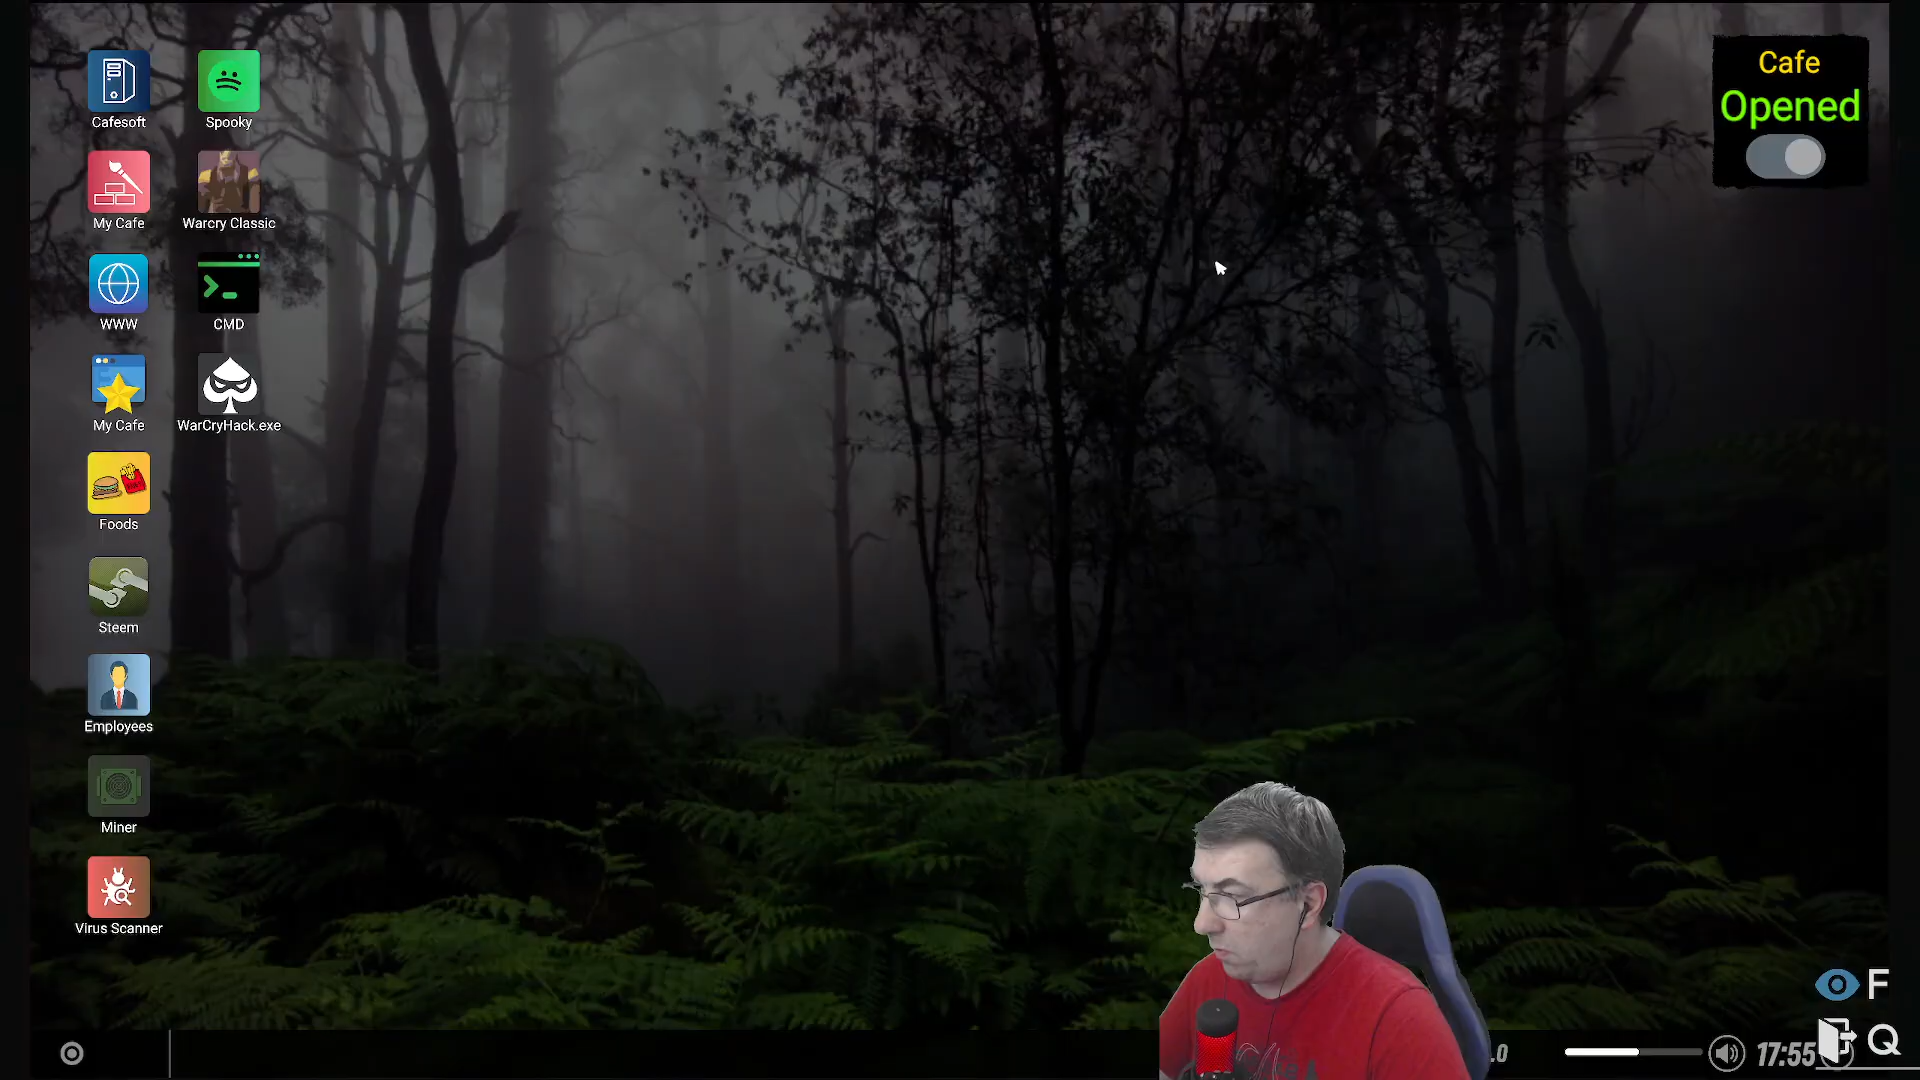 Cafesoft
Spooky
My Cafe
Warcry Classic
WWW
CMD
My Cafe
WarCryHack.exe
Foods
Steem
Employees
Miner
Virus Scanner
Cafe
Opened
F
Q
.0
17:55